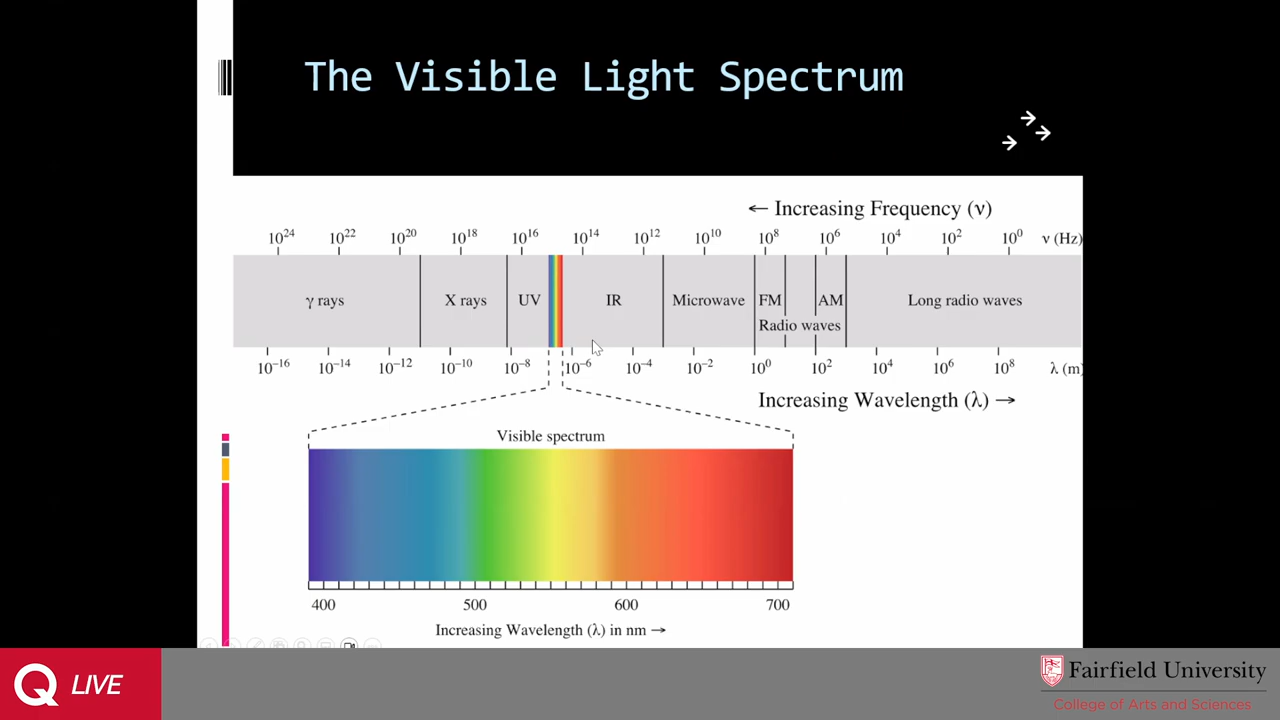 The Visible Light Spectrum
← Increasing Frequency (ν)
10²⁴ 10²² 10²⁰ 10¹⁸ 10¹⁶ 10¹⁴ 10¹² 10¹⁰ 10⁸ 10⁶ 10⁴ 10² 10⁰ ν (Hz)
γ rays X rays UV IR Microwave FM AM Long radio waves
Radio waves
10⁻¹⁶ 10⁻¹⁴ 10⁻¹² 10⁻¹⁰ 10⁻⁸ 10⁻⁶ 10⁻⁴ 10⁻² 10⁰ 10² 10⁴ 10⁶ 10⁸ λ (m)
Increasing Wavelength (λ) →
Visible spectrum
400 500 600 700
Increasing Wavelength (λ) in nm →
Q LIVE
Fairfield University
College of Arts and Sciences